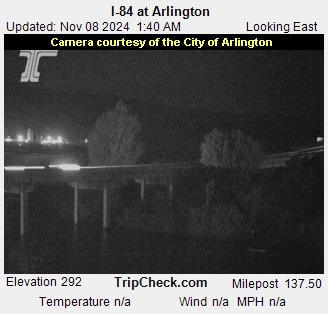 I-84 at Arlington
Updated: Nov 08 2024 1:40 AM Looking East
Camera courtesy of the City of Arlington
Elevation 292 TripCheck.com Milepost 137.50
Temperature n/a Wind n/a MPH n/a